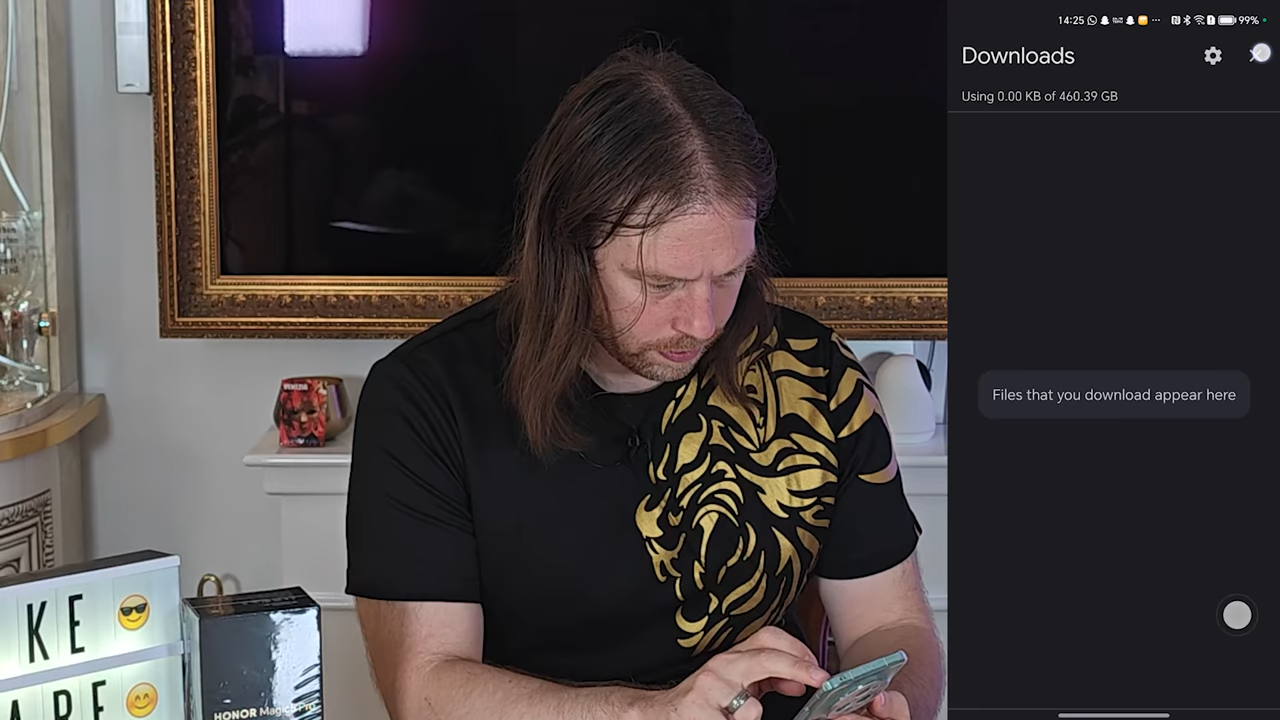 14:25
99%
Downloads
Using 0.00 KB of 460.39 GB
Files that you download appear here
VENEZIA
KE
ARE
HONOR Magic Pro